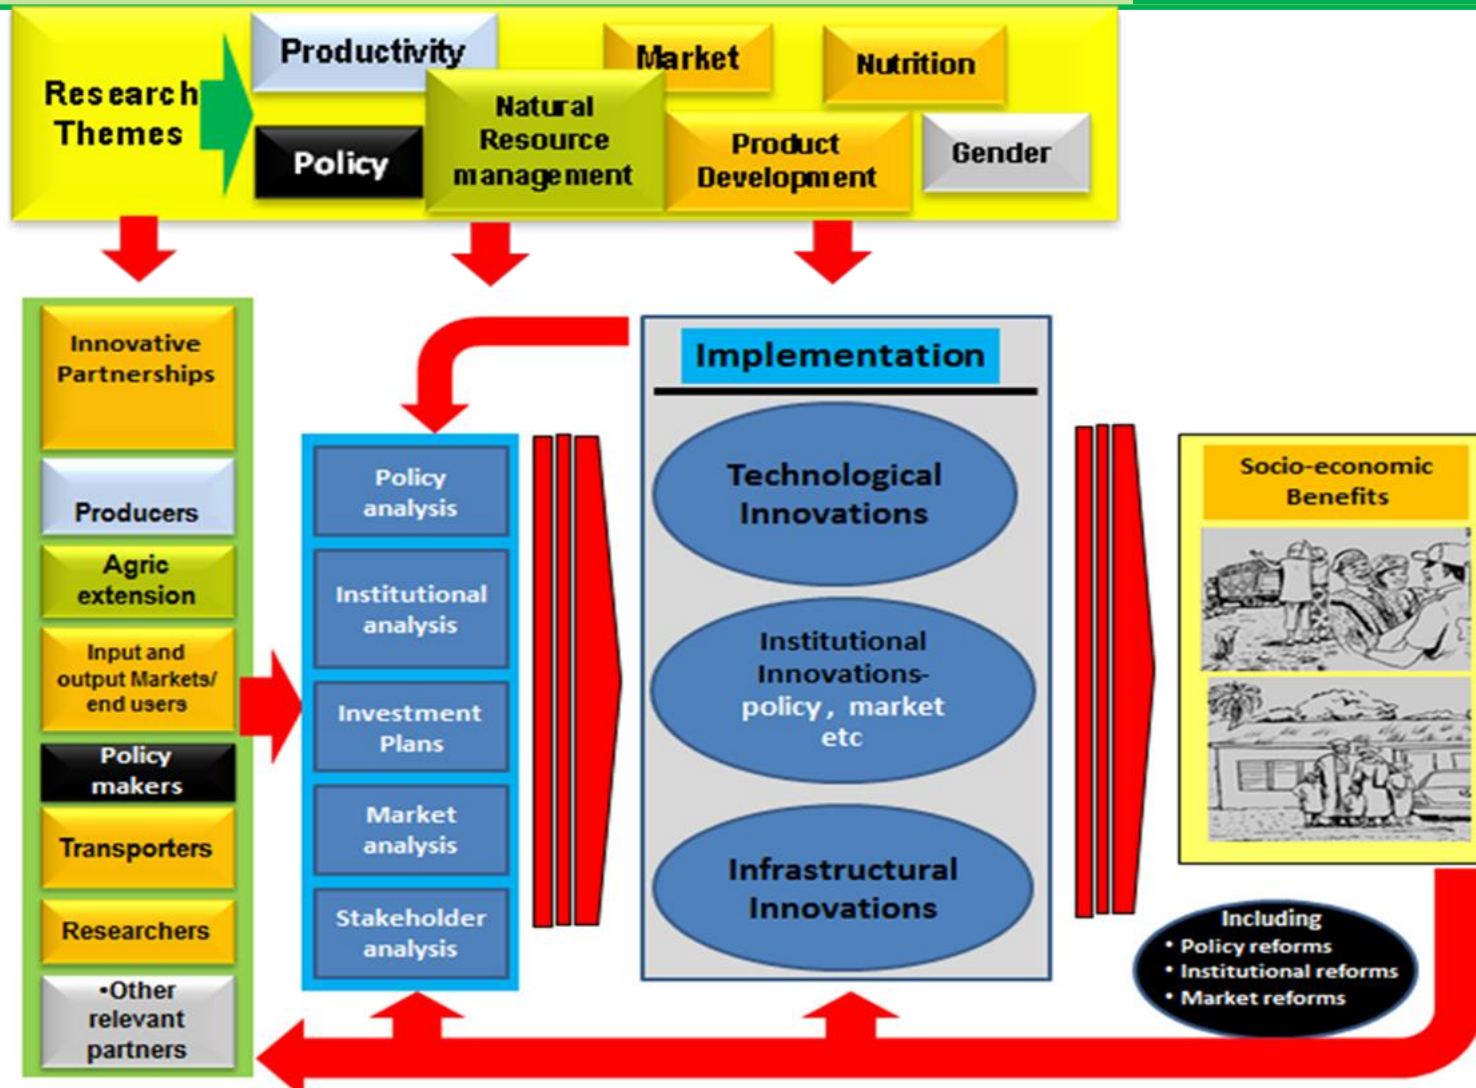 Research
Themes
Productivity
Market
Nutrition
Policy
Natural
Resource
management
Product
Development
Gender
Innovative
Partnerships
Producers
Agric
extension
Input and
output Markets/
end users
Policy
makers
Transporters
Researchers
•Other
relevant
partners
Policy
analysis
Institutional
analysis
Investment
Plans
Market
analysis
Stakeholder
analysis
Implementation
Technological
Innovations
Institutional
Innovations-
policy, market
etc
Infrastructural
Innovations
Socio-economic
Benefits
Including
• Policy reforms
• Institutional reforms
• Market reforms